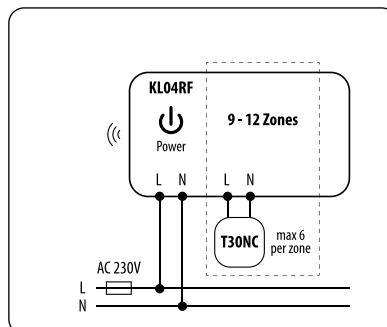 KL04RF
9 - 12 Zones
Power
L N L N
T30NC
max 6
per zone
AC 230V
L
N